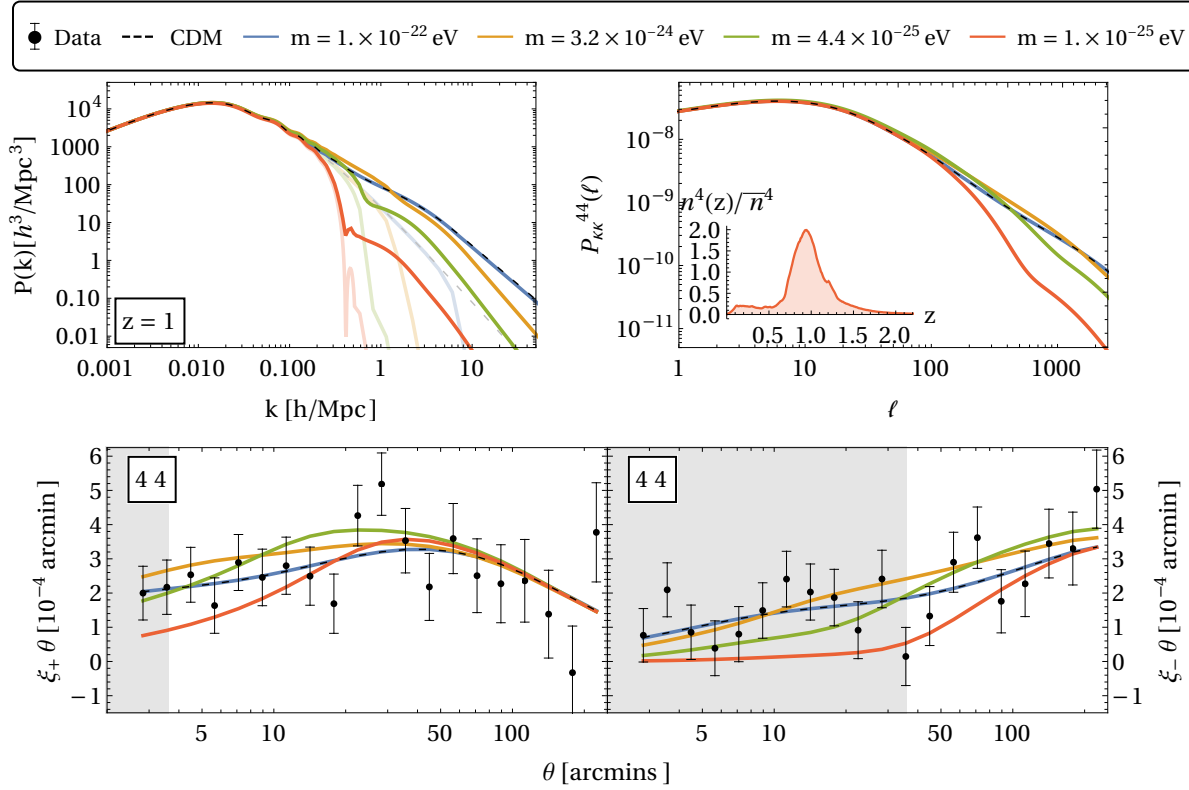 Data CDM m = 1. × 10⁻²² eV m = 3.2 × 10⁻²⁴ eV m = 4.4 × 10⁻²⁵ eV m = 1. × 10⁻²⁵ eV
P(k)[h³/Mpc³]
10⁴
1000
100
10
1
0.10
0.01
z = 1
0.001 0.010 0.100 1 10
k [h/Mpc]
Pκκ⁴⁴(ℓ)
10⁻⁸
10⁻⁹
10⁻¹⁰
10⁻¹¹
n⁴(z)/n̅⁴
2.0
1.5
1.0
0.5
0.0
0.5 1.0 1.5 2.0
z
1 10 100 1000
ℓ
ξ₊ θ [10⁻⁴ arcmin]
6
5
4
3
2
1
0
−1
4 4
5 10 50 100
4 4
5 10 50 100
6
5
4
3
2
1
0
−1
ξ₋ θ [10⁻⁴ arcmin]
θ [arcmins]